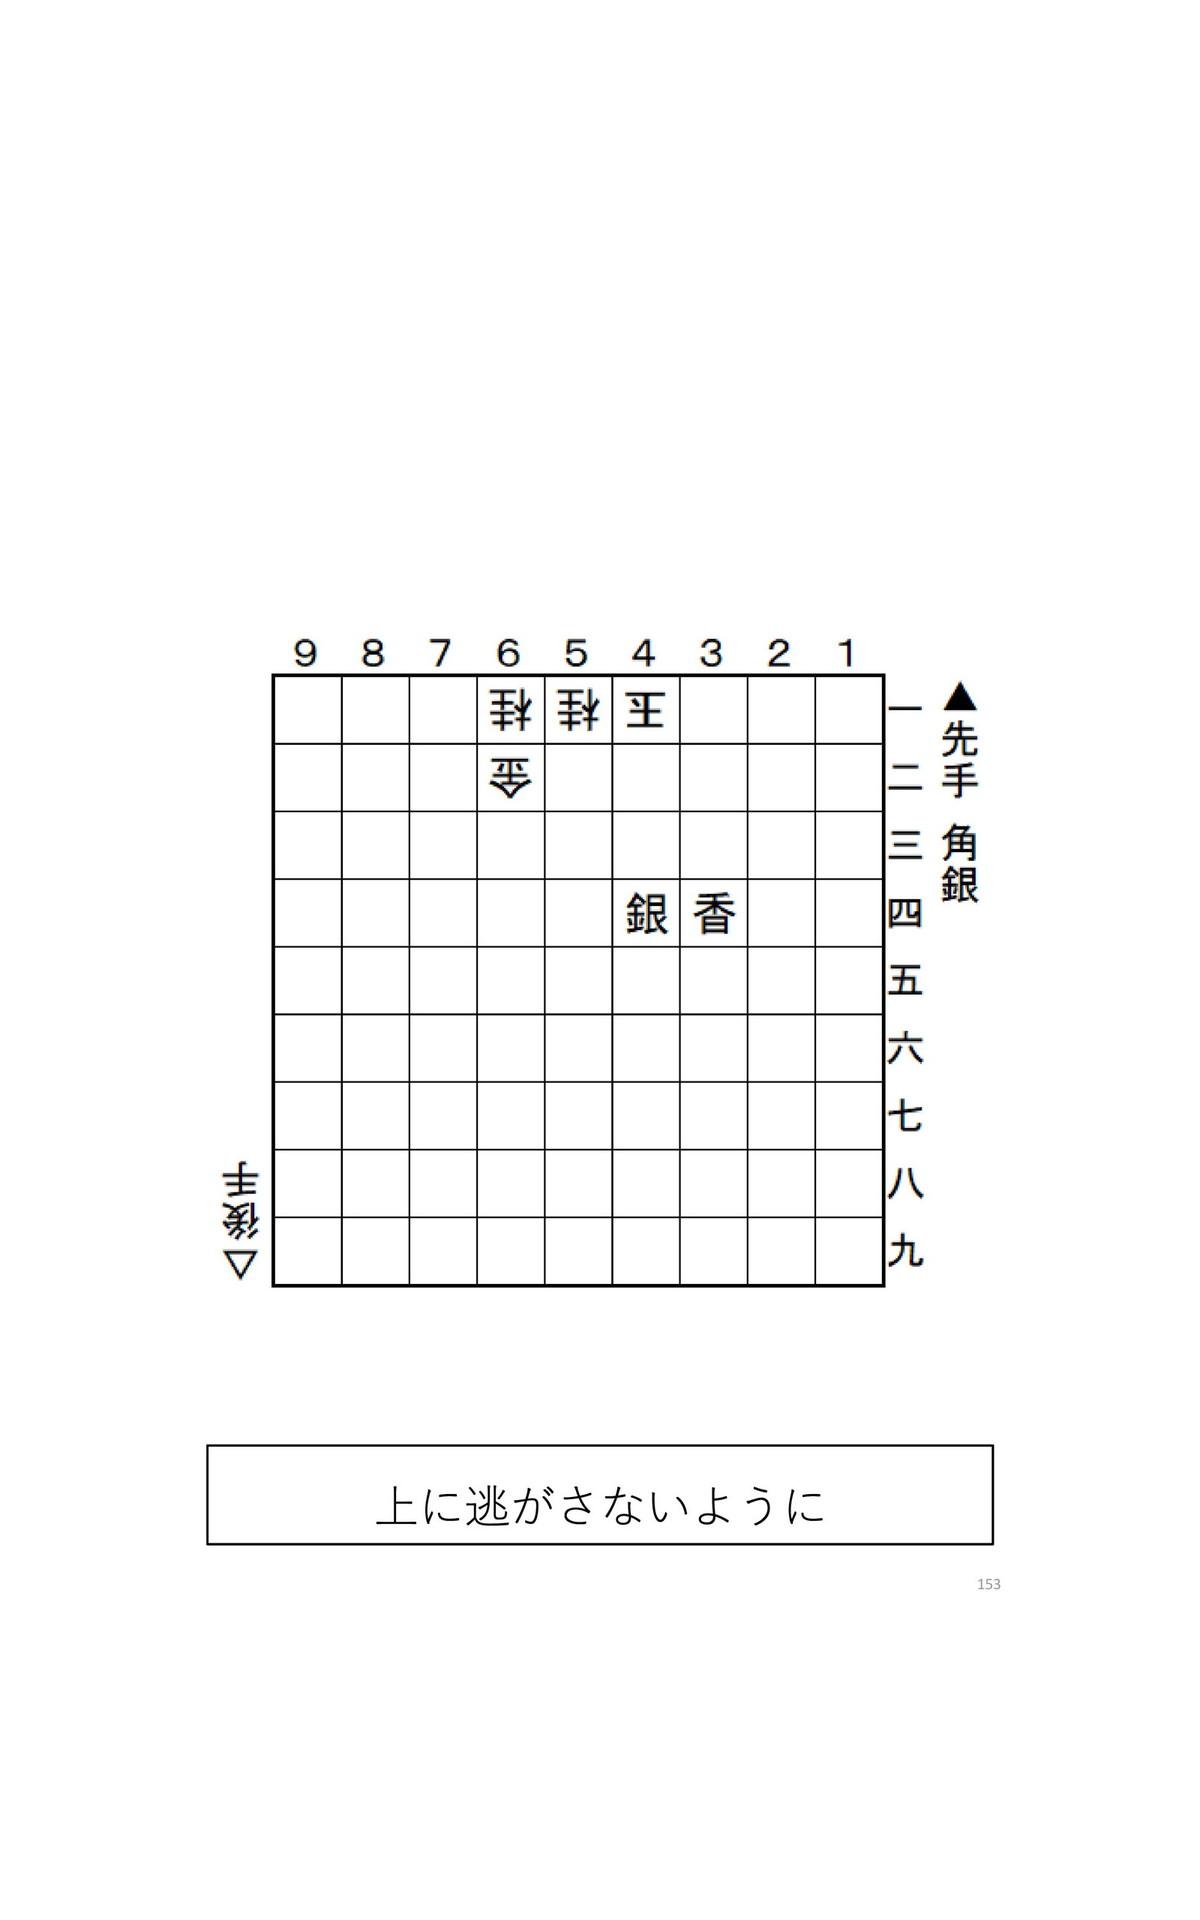 9 8 7 6 5 4 3 2 1
桂 桂 玉 一
金 二
三
銀 香 四
五
六
七
八
九
▲先手 角銀
△後手
上に逃がさないように
153